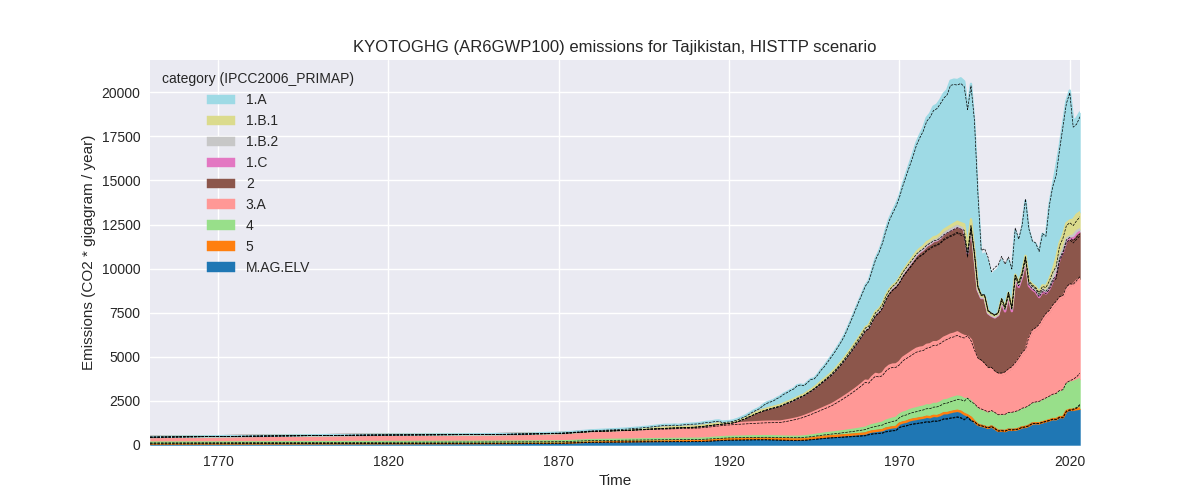 KYOTOGHG (AR6GWP100) emissions for Tajikistan, HISTTP scenario
category (IPCC2006_PRIMAP)
1.A
1.B.1
1.B.2
1.C
2
3.A
4
5
M.AG.ELV
Emissions (CO2 * gigagram / year)
20000
17500
15000
12500
10000
7500
5000
2500
0
1770
1820
1870
1920
1970
2020
Time